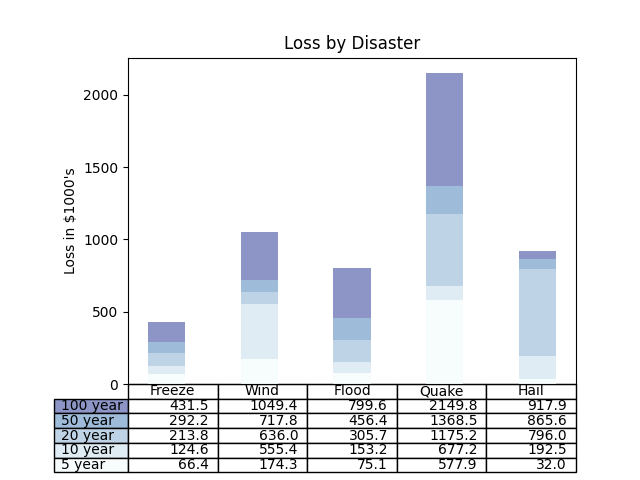 Loss by Disaster
Loss in $1000's
2000
1500
1000
500
0
Freeze Wind Flood Quake Hail
100 year 431.5 1049.4 799.6 2149.8 917.9
50 year 292.2 717.8 456.4 1368.5 865.6
20 year 213.8 636.0 305.7 1175.2 796.0
10 year 124.6 555.4 153.2 677.2 192.5
5 year 66.4 174.3 75.1 577.9 32.0